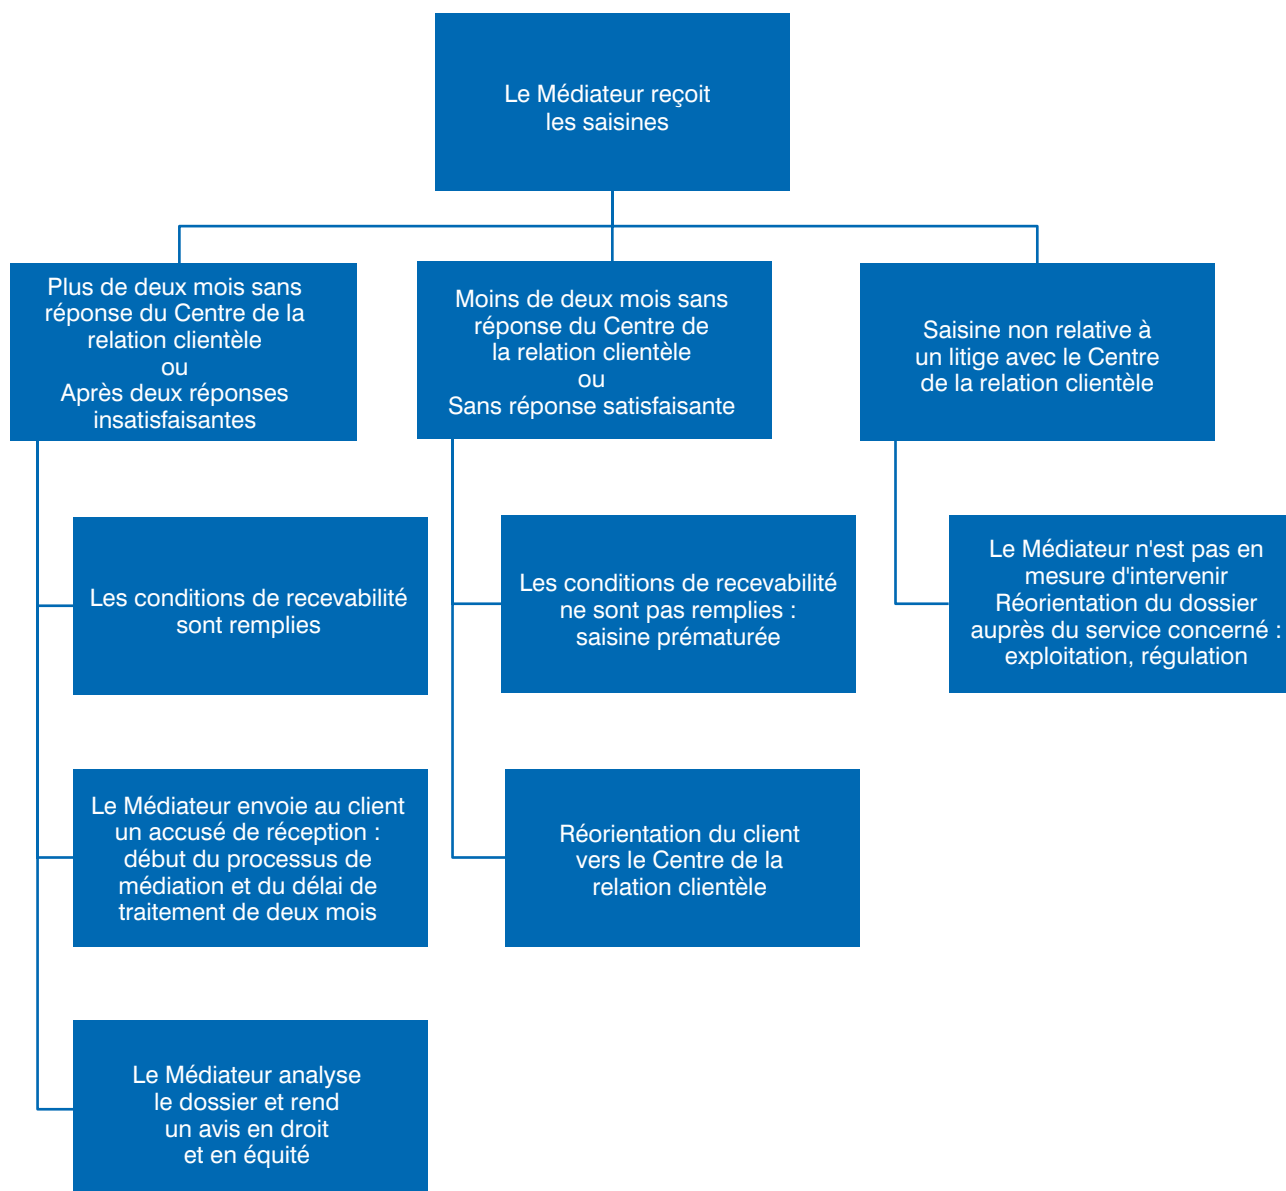 Le Médiateur reçoit
les saisines
Plus de deux mois sans
réponse du Centre de la
relation clientèle
ou
Après deux réponses
insatisfaisantes
Moins de deux mois sans
réponse du Centre de
la relation clientèle
ou
Sans réponse satisfaisante
Saisine non relative à
un litige avec le Centre
de la relation clientèle
Les conditions de recevabilité
sont remplies
Les conditions de recevabilité
ne sont pas remplies :
saisine prématurée
Le Médiateur n'est pas en
mesure d'intervenir
Réorientation du dossier
auprès du service concerné :
exploitation, régulation
Le Médiateur envoie au client
un accusé de réception :
début du processus de
médiation et du délai de
traitement de deux mois
Réorientation du client
vers le Centre de la
relation clientèle
Le Médiateur analyse
le dossier et rend
un avis en droit
et en équité